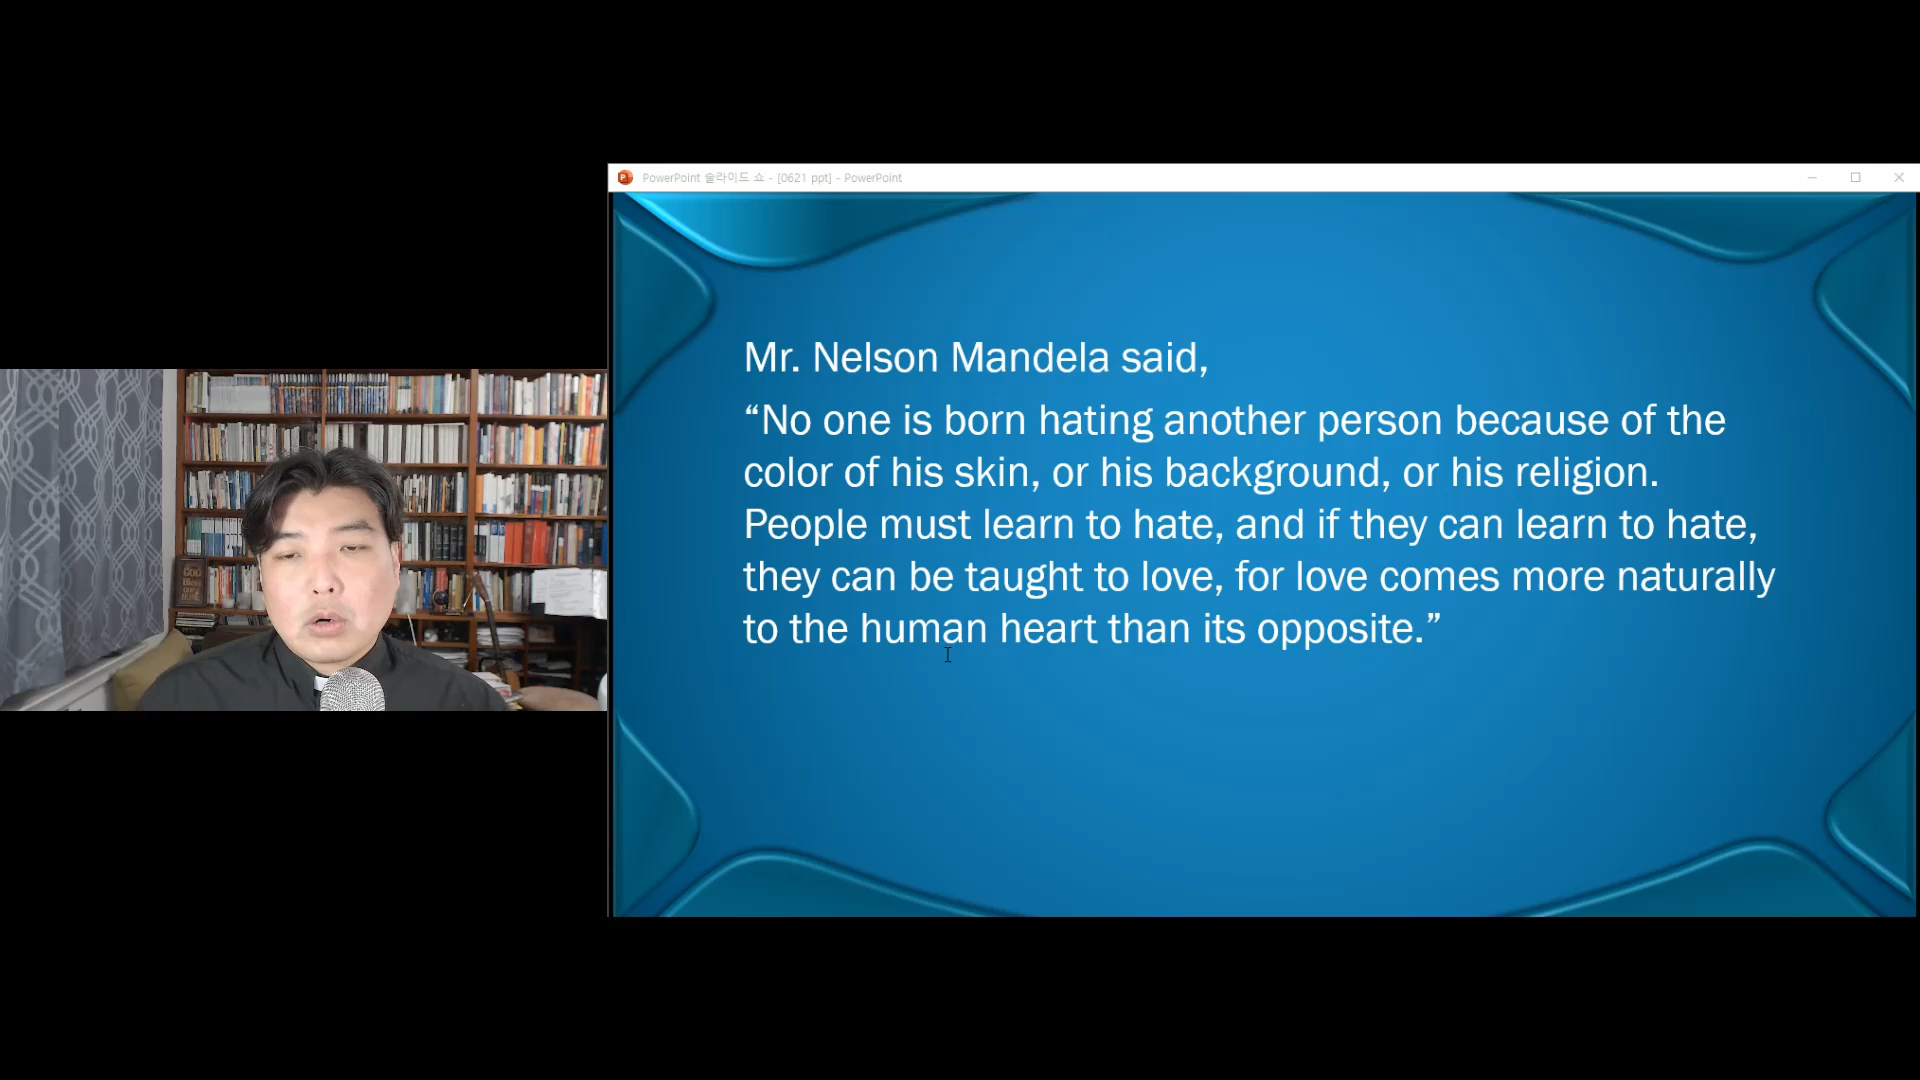 PowerPoint 슬라이드 쇼 - [0621 ppt] - PowerPoint
Mr. Nelson Mandela said,
“No one is born hating another person because of the
color of his skin, or his background, or his religion.
People must learn to hate, and if they can learn to hate,
they can be taught to love, for love comes more naturally
to the human heart than its opposite.”
GOD
Bless